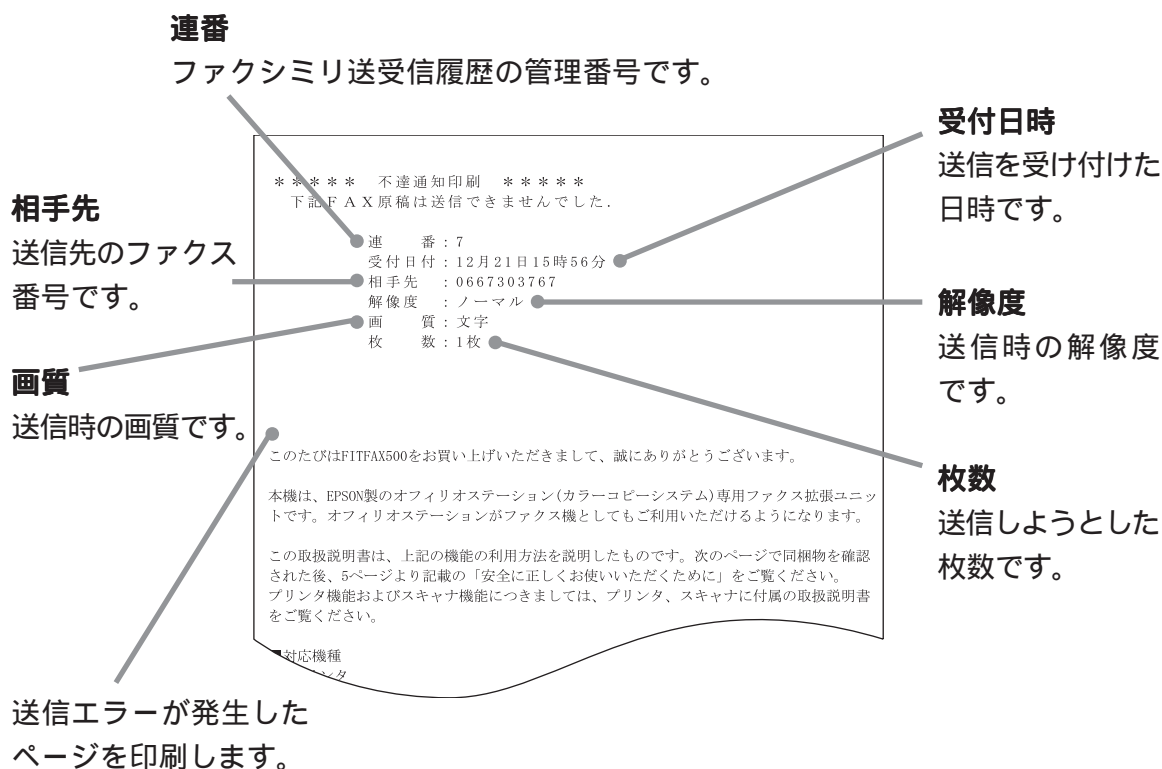 連番
ファクシミリ送受信履歴の管理番号です。
受付日時
送信を受け付けた
日時です。
相手先
送信先のファクス
番号です。
解像度
送信時の解像度
です。
画質
送信時の画質です。
枚数
送信しようとした
枚数です。
＊＊＊＊＊　不達通知印刷　＊＊＊＊＊
下記ＦＡＸ原稿は送信できませんでした．
連　　番：7
受付日付：12月21日15時56分
相手先　：0667303767
解像度　：ノーマル
画　　質：文字
枚　　数：1枚
このたびはFITFAX500をお買い上げいただきまして、誠にありがとうございます。
本機は、EPSON製のオフィリオステーション(カラーコピーシステム)専用ファクス拡張ユニッ
トです。オフィリオステーションがファクス機としてもご利用いただけるようになります。
この取扱説明書は、上記の機能の利用方法を説明したものです。次のページで同梱物を確認
された後、5ページより記載の「安全に正しくお使いいただくために」をご覧ください。
プリンタ機能およびスキャナ機能につきましては、プリンタ、スキャナに付属の取扱説明書
をご覧ください。
■対応機種
送信エラーが発生した
ページを印刷します。